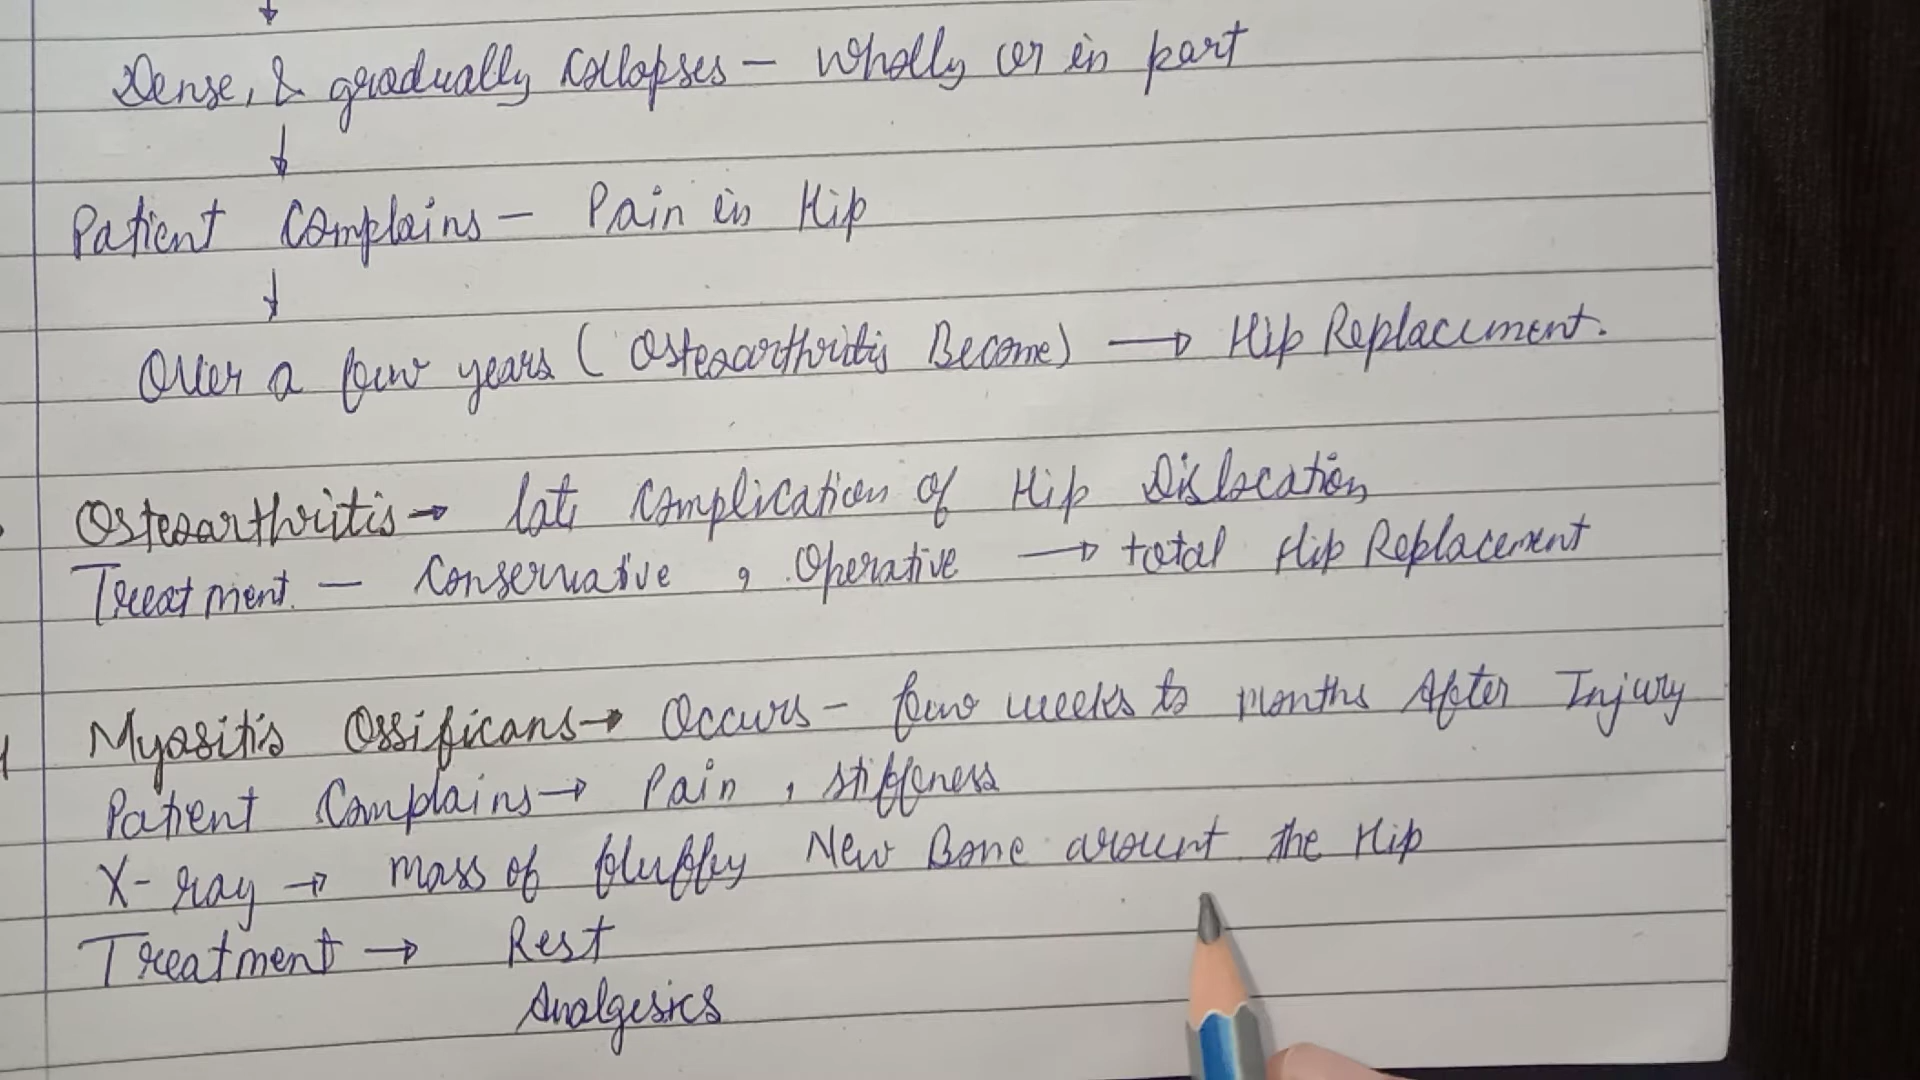 Dense, & gradually Collapses - Wholly or in part
Patient Complains - Pain in Hip
Over a few years (Osteoarthritis Become) → Hip Replacement.
Osteoarthritis → late Complication of Hip Dislocation
Treatment - Conservative, Operative → total Hip Replacement
Myositis Ossificans → Occurs - few weeks to months After Injury
Patient Complains → Pain, Stiffness
X-ray → mass of fluffy New Bone arount the Hip
Treatment → Rest
Analgesics